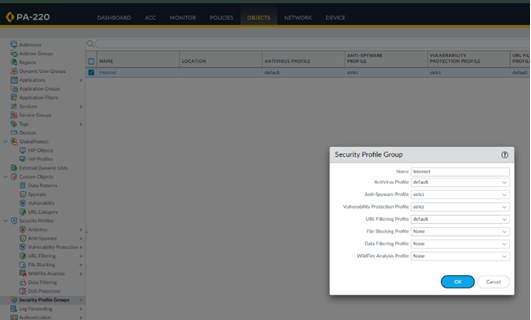 PA-220
DASHBOARD ACC MONITOR POLICIES OBJECTS NETWORK DEVICE
Addresses
Address Groups
Regions
Dynamic User Groups
Applications
Application Groups
Application Filters
Services
Service Groups
Tags
Devices
GlobalProtect
HIP Objects
HIP Profiles
External Dynamic Lists
Custom Objects
Data Patterns
Spyware
Vulnerability
URL Category
Security Profiles
Antivirus
Anti-Spyware
Vulnerability Protection
URL Filtering
File Blocking
WildFire Analysis
Data Filtering
DoS Protection
Security Profile Groups
Log Forwarding
Authentication
NAME LOCATION ANTIVIRUS PROFILE ANTI-SPYWARE PROFILE VULNERABILITY PROTECTION PROFILE URL FILTE PROFILE
Internet default strict strict default
Security Profile Group
Name Internet
Antivirus Profile default
Anti-Spyware Profile strict
Vulnerability Protection Profile strict
URL Filtering Profile default
File Blocking Profile None
Data Filtering Profile None
WildFire Analysis Profile None
OK Cancel